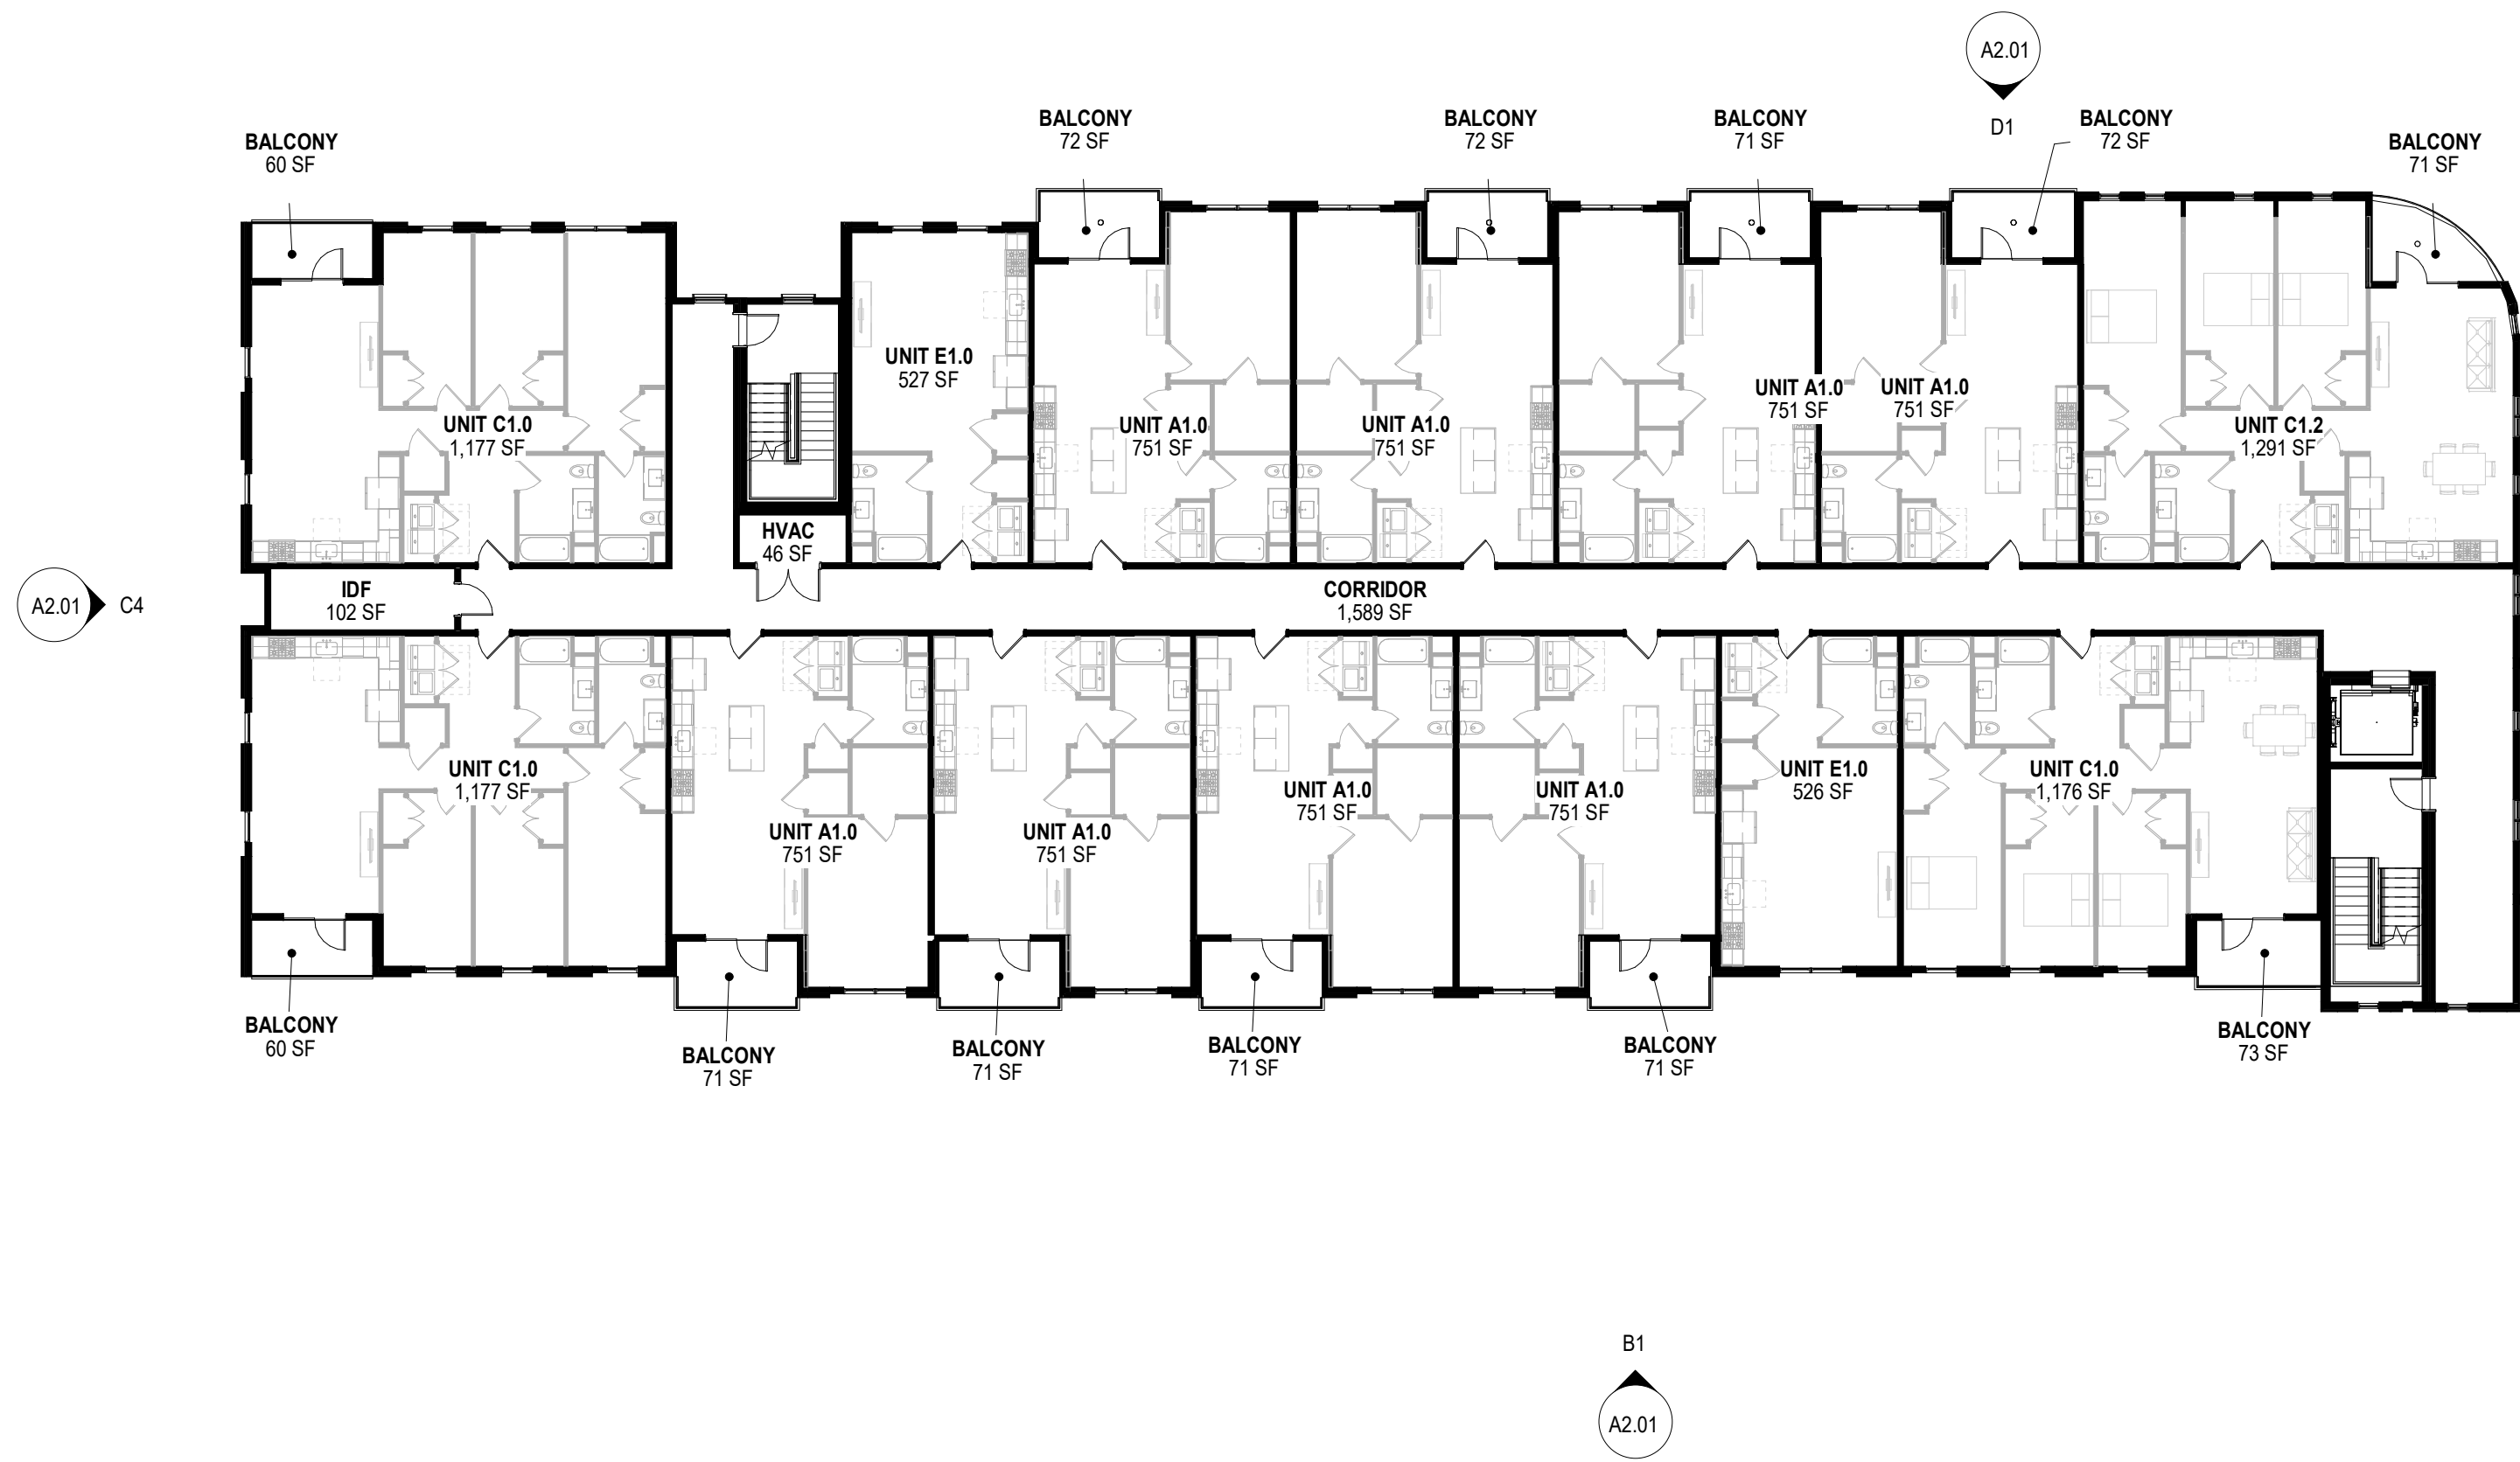 A2.01
D1
BALCONY
60 SF
BALCONY
72 SF
BALCONY
72 SF
BALCONY
71 SF
BALCONY
72 SF
BALCONY
71 SF
UNIT C1.0
1,177 SF
UNIT E1.0
527 SF
UNIT A1.0
751 SF
UNIT A1.0
751 SF
UNIT A1.0
751 SF
UNIT A1.0
751 SF
UNIT C1.2
1,291 SF
HVAC
46 SF
A2.01
C4
IDF
102 SF
CORRIDOR
1,589 SF
UNIT C1.0
1,177 SF
UNIT A1.0
751 SF
UNIT A1.0
751 SF
UNIT A1.0
751 SF
UNIT A1.0
751 SF
UNIT E1.0
526 SF
UNIT C1.0
1,176 SF
BALCONY
60 SF
BALCONY
71 SF
BALCONY
71 SF
BALCONY
71 SF
BALCONY
71 SF
BALCONY
73 SF
B1
A2.01